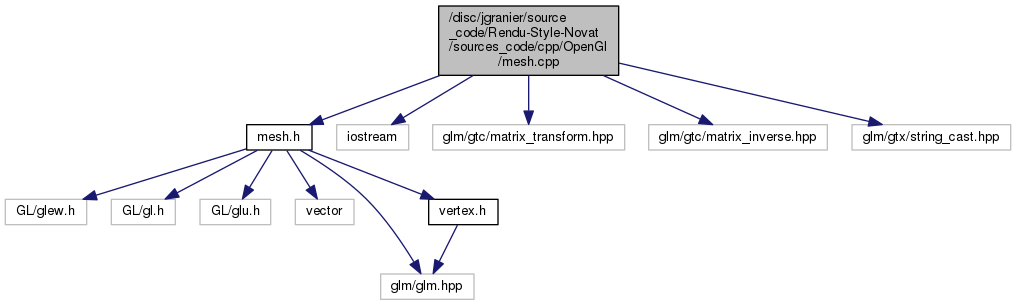 /disc/jgranier/source
_code/Rendu-Style-Novat
/sources_code/cpp/OpenGl
/mesh.cpp
mesh.h
iostream
glm/gtc/matrix_transform.hpp
glm/gtc/matrix_inverse.hpp
glm/gtx/string_cast.hpp
GL/glew.h
GL/gl.h
GL/glu.h
vector
vertex.h
glm/glm.hpp